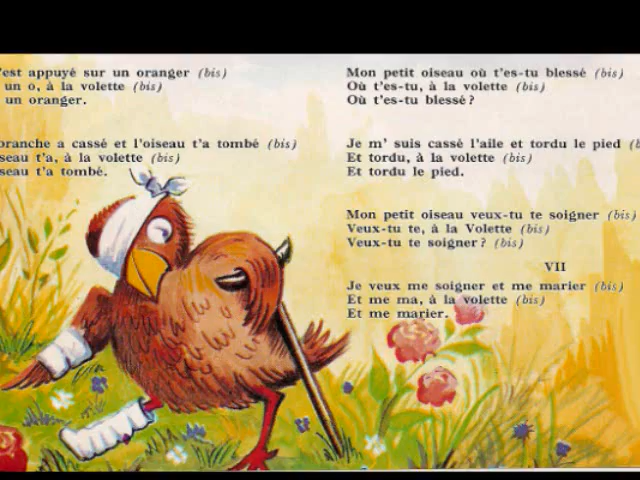 'est appuyé sur un oranger (bis)
un o, à la volette (bis)
un oranger.
branche a cassé et l'oiseau t'a tombé (bis)
seau t'a, à la volette (bis)
seau t'a tombé.
Mon petit oiseau où t'es-tu blessé (bis)
Où t'es-tu, à la volette (bis)
Où t'es-tu blessé ?
Je m' suis cassé l'aile et tordu le pied (b
Et tordu, à la volette (bis)
Et tordu le pied.
Mon petit oiseau veux-tu te soigner (bis)
Veux-tu te, à la Volette (bis)
Veux-tu te soigner ? (bis)
VII
Je veux me soigner et me marier (bis)
Et me ma, à la volette (bis)
Et me marier.